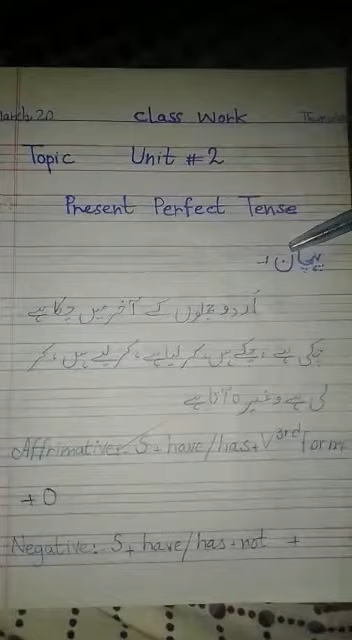 March, 20 Class Work
Topic Unit #2
Present Perfect Tense
پہچان :-
اُردو جملوں کے آخر میں چکا ہے
چکی ہے ، چکے ہیں، کر لیا ہے، کر لیے ہیں، کر
لی ہے وغیرہ آتا ہے
Affrimative:- S+ have/has+V3rd form
+ O
Negative:- S+ have/has+not +